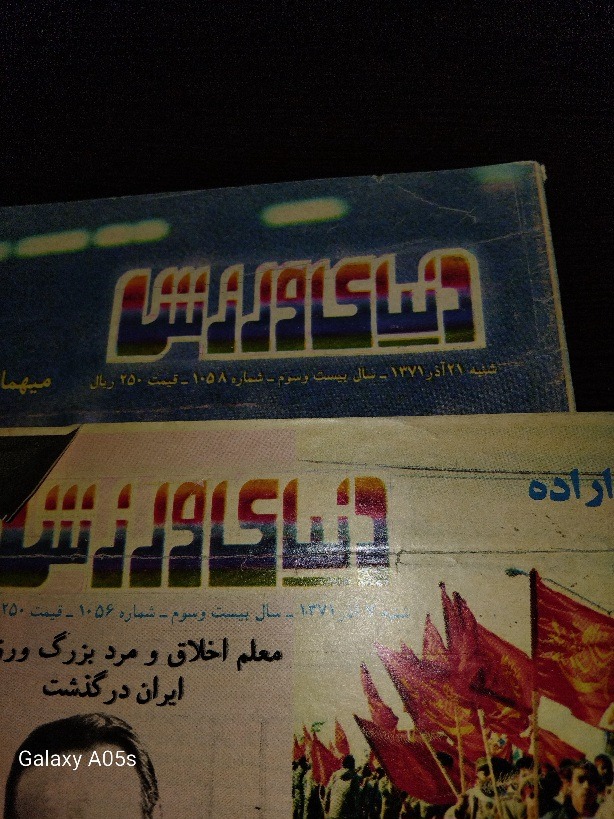 دنیای ورزش
شنبه ۲۱ آذر ۱۳۷۱ ـ سال بیست وسوم ـ شماره ۱۰۵۸ ـ قیمت ۲۵۰ ریال
میهما
اراده
دنیای ورزش
۱۳۷۱ ـ سال بیست وسوم ـ شماره ۱۰۵۶ ـ قیمت ۲۵۰
معلم اخلاق و مرد بزرگ ورز
ایران درگذشت
Galaxy A05s